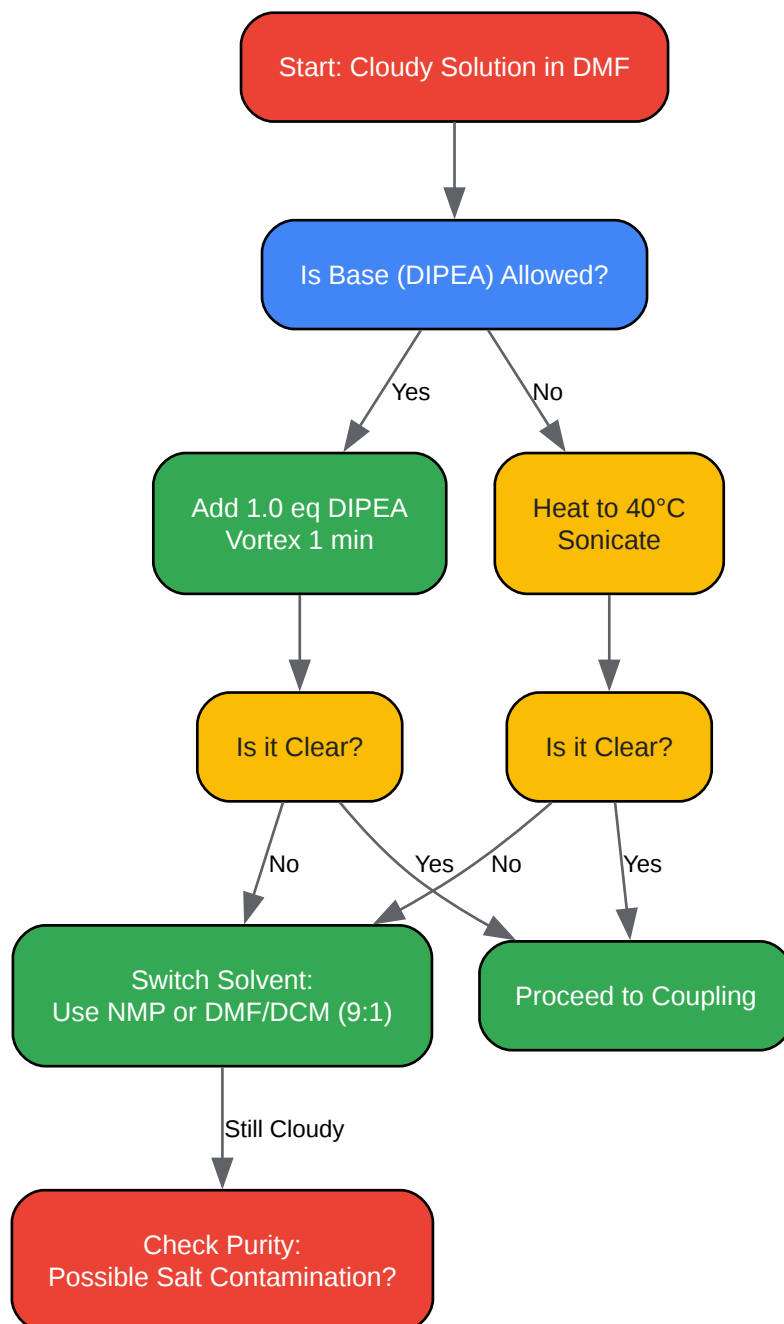 Start: Cloudy Solution in DMF
Is Base (DIPEA) Allowed?
Yes
No
Add 1.0 eq DIPEA
Vortex 1 min
Heat to 40°C
Sonicate
Is it Clear?
Is it Clear?
No
Yes
No
Yes
Switch Solvent:
Use NMP or DMF/DCM (9:1)
Proceed to Coupling
Still Cloudy
Check Purity:
Possible Salt Contamination?